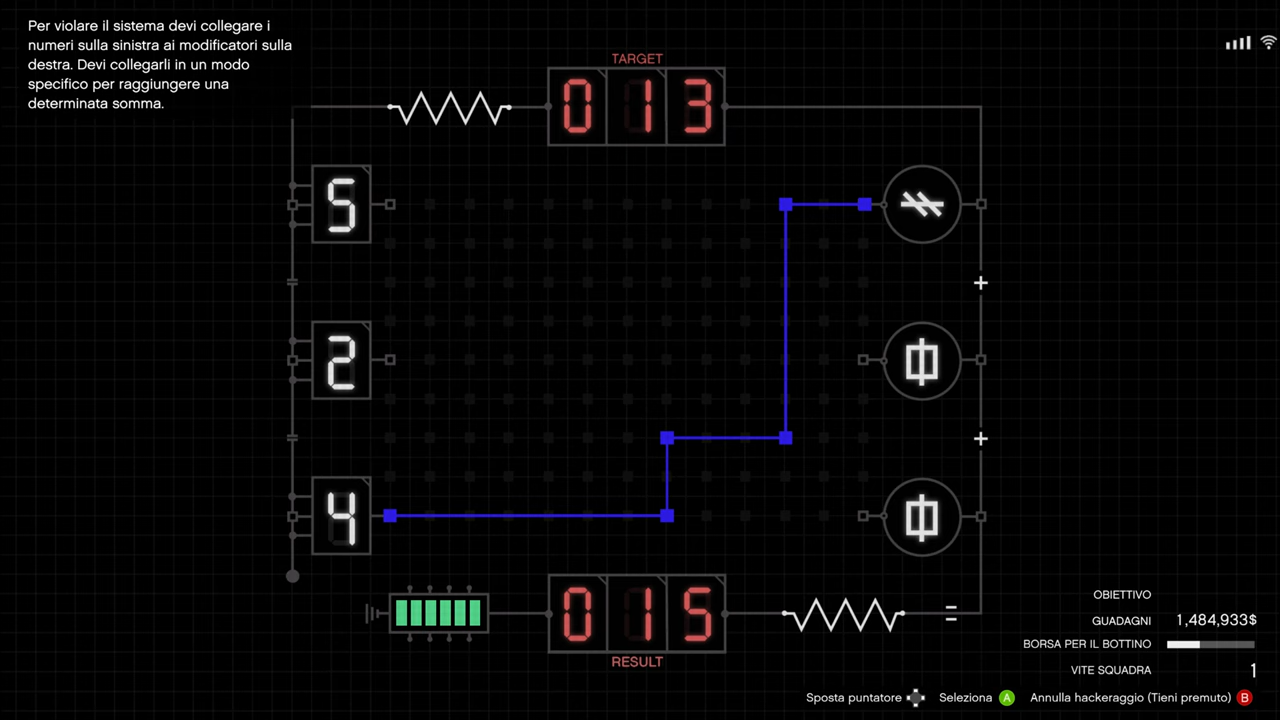 Per violare il sistema devi collegare i
numeri sulla sinistra ai modificatori sulla
destra. Devi collegarli in un modo
specifico per raggiungere una
determinata somma.
TARGET
013
5
2
+
4
+
015
=
RESULT
OBIETTIVO
GUADAGNI 1,484,933$
BORSA PER IL BOTTINO
VITE SQUADRA 1
Sposta puntatore Seleziona A Annulla hackeraggio (Tieni premuto) B